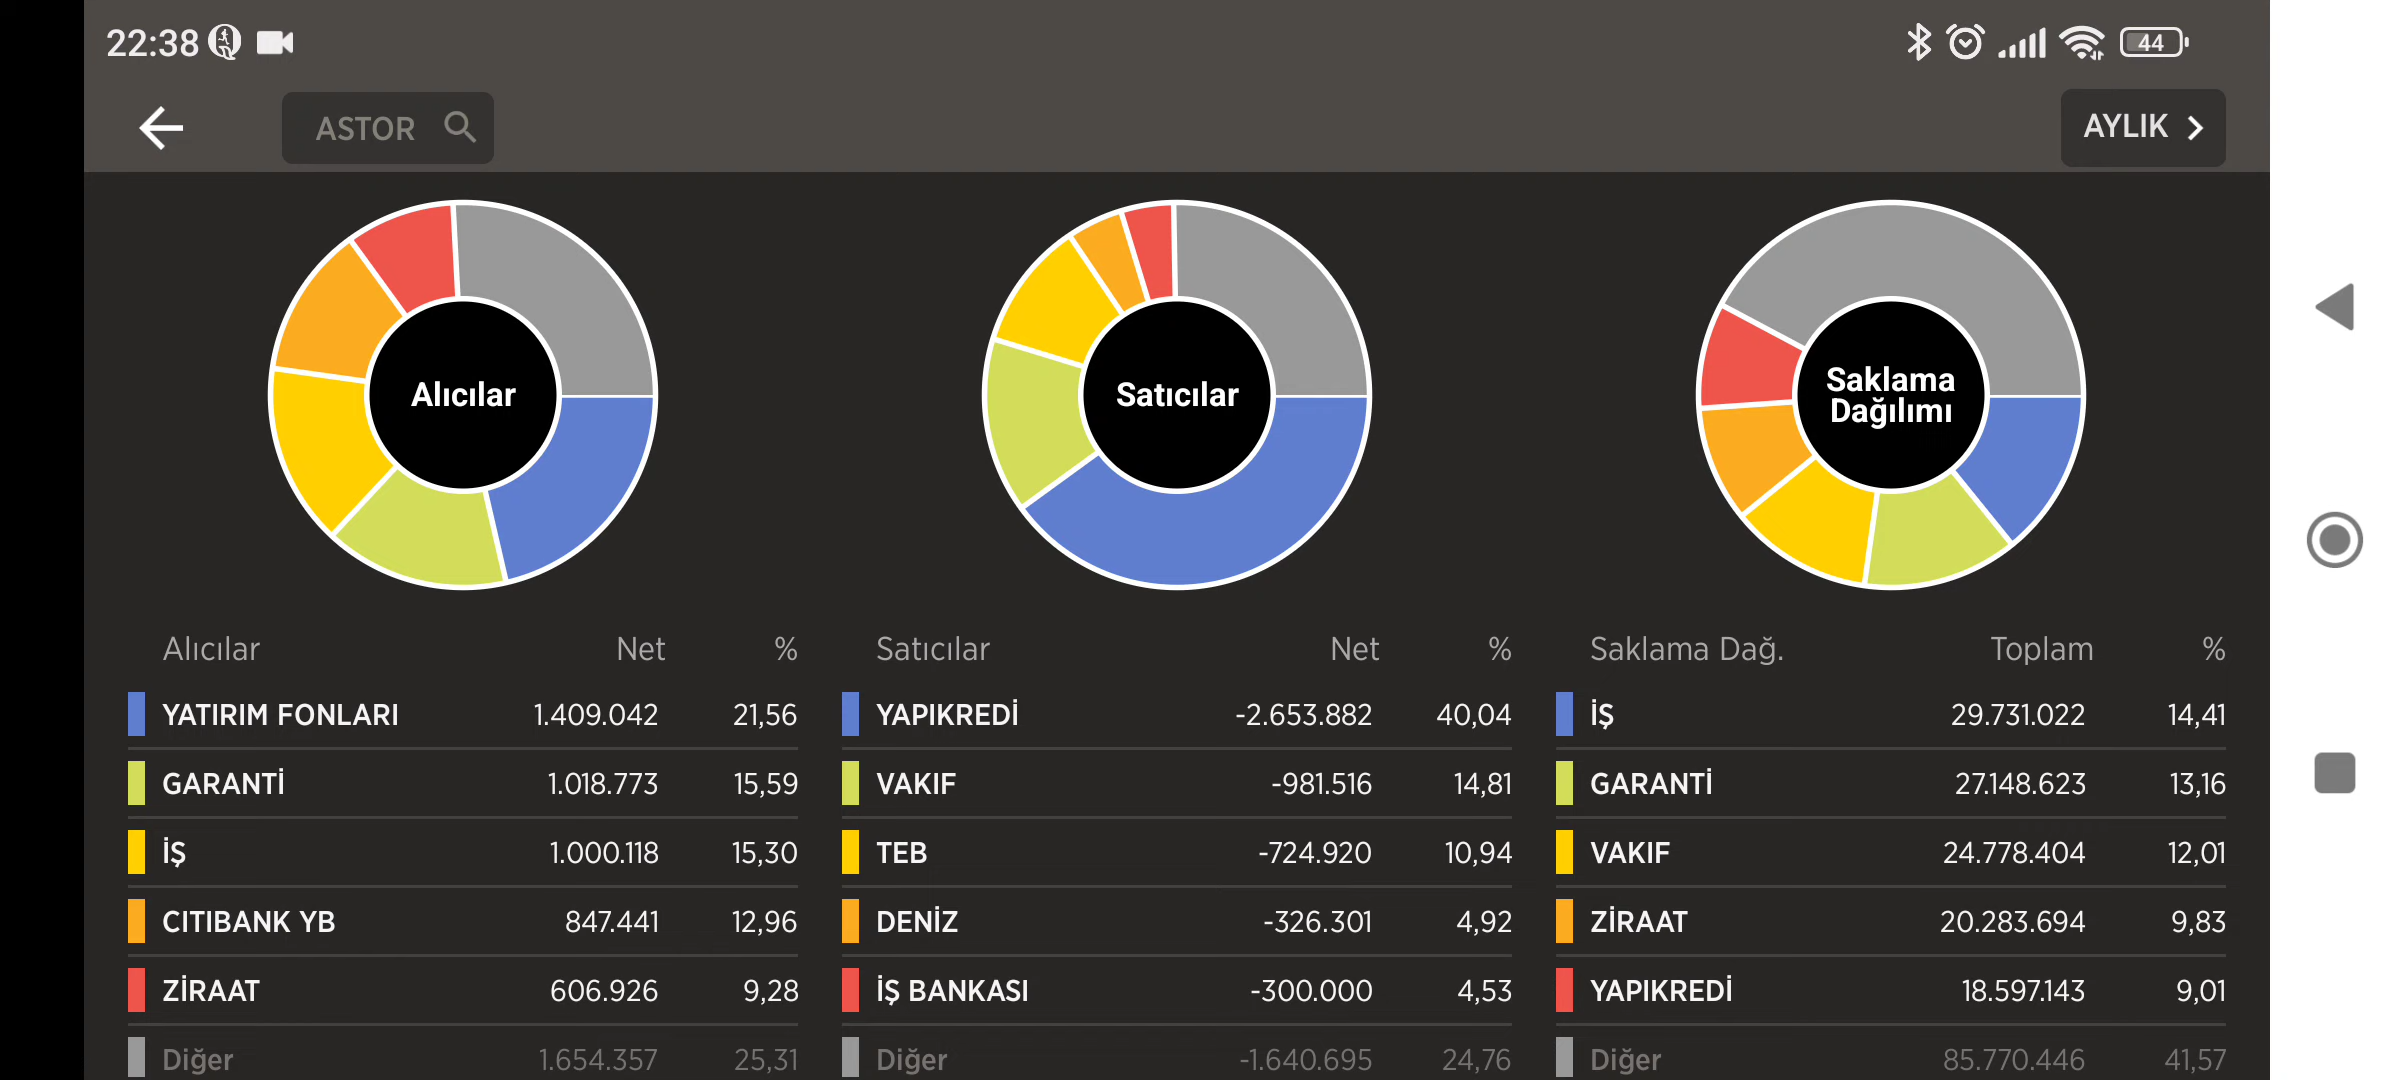 22:38
44
ASTOR
AYLIK
Alıcılar
Satıcılar
Saklama
Dağılımı
Alıcılar Net %
YATIRIM FONLARI 1.409.042 21,56
GARANTİ 1.018.773 15,59
İŞ 1.000.118 15,30
CITIBANK YB 847.441 12,96
ZİRAAT 606.926 9,28
Diğer 1.654.357 25,31
Satıcılar Net %
YAPIKREDİ -2.653.882 40,04
VAKIF -981.516 14,81
TEB -724.920 10,94
DENİZ -326.301 4,92
İŞ BANKASI -300.000 4,53
Diğer -1.640.695 24,76
Saklama Dağ. Toplam %
İŞ 29.731.022 14,41
GARANTİ 27.148.623 13,16
VAKIF 24.778.404 12,01
ZİRAAT 20.283.694 9,83
YAPIKREDİ 18.597.143 9,01
Diğer 85.770.446 41,57